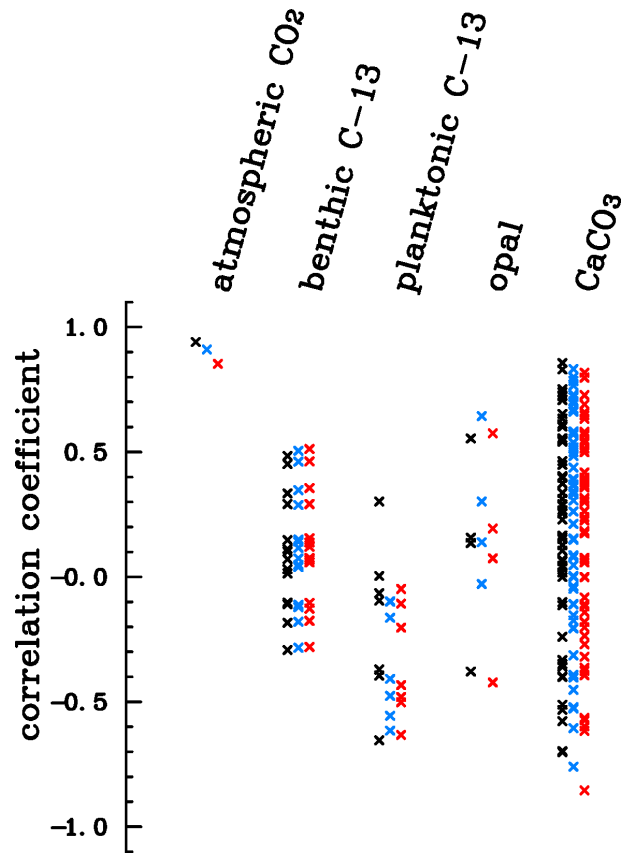 atmospheric CO2
benthic C-13
planktonic C-13
opal
CaCO3
correlation coefficient
1.0
0.5
-0.0
-0.5
-1.0